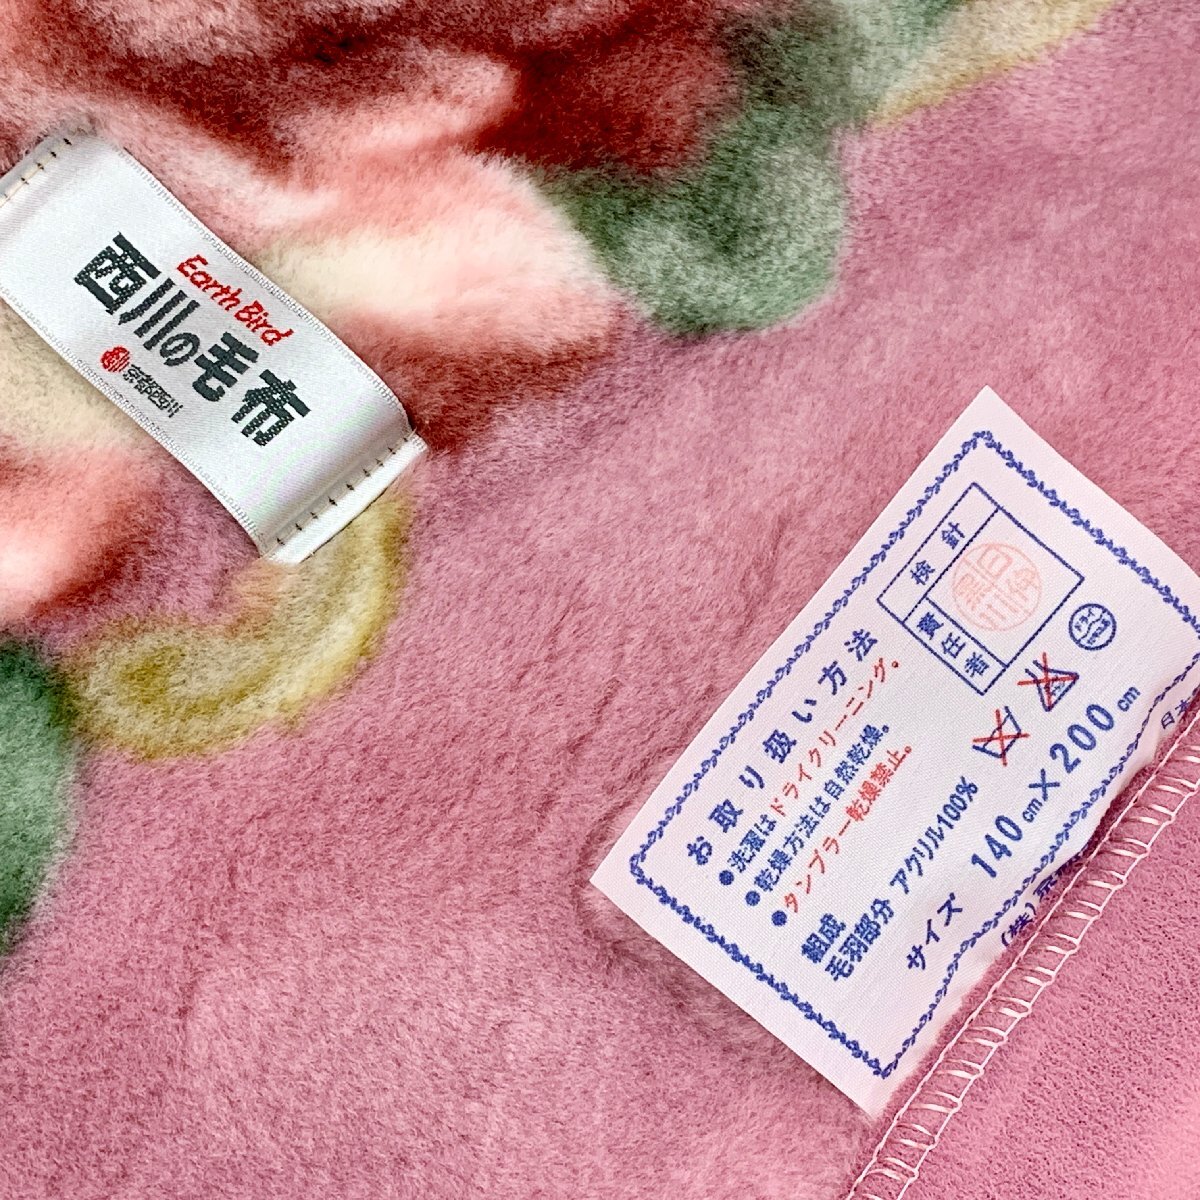 Earth Bird
西川の毛布
京都西川
検針
責任者
お取り扱い方法
●洗濯はドライクリーニング。
●乾燥方法は自然乾燥。
●タンブラー乾燥禁止。
組成
毛羽部分 アクリル100%
サイズ 140cm×200cm
(株)京
日本